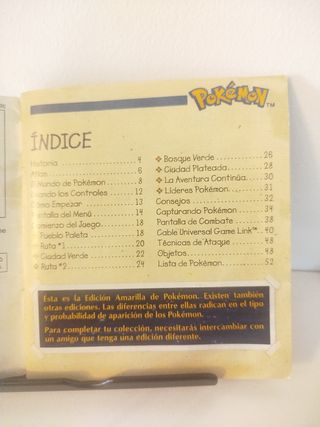 POKéMON
TM
ÍNDICE
Historia 4
Atlas 6
El Mundo de Pokémon 8
Usando los Controles 12
Cómo Empezar 13
Pantalla del Menú 14
Comienzo del Juego 18
❖ Pueblo Paleta 18
❖ Ruta *1 20
❖ Ciudad Verde 22
❖ Ruta *2 24
❖ Bosque Verde 26
❖ Ciudad Plateada 28
❖ La Aventura Continúa 30
❖ Líderes Pokémon 31
Consejos 32
Capturando Pokémon 34
Pantalla de Combate 38
Cable Universal Game Link™ 40
Técnicas de Ataque 48
Objetos 48
Lista de Pokémon 52
Ésta es la Edición Amarilla de Pokémon. Existen también
otras ediciones. Las diferencias entre ellas radican en el tipo
y probabilidad de aparición de los Pokémon.
Para completar tu colección, necesitarás intercambiar con
un amigo que tenga una edición diferente.